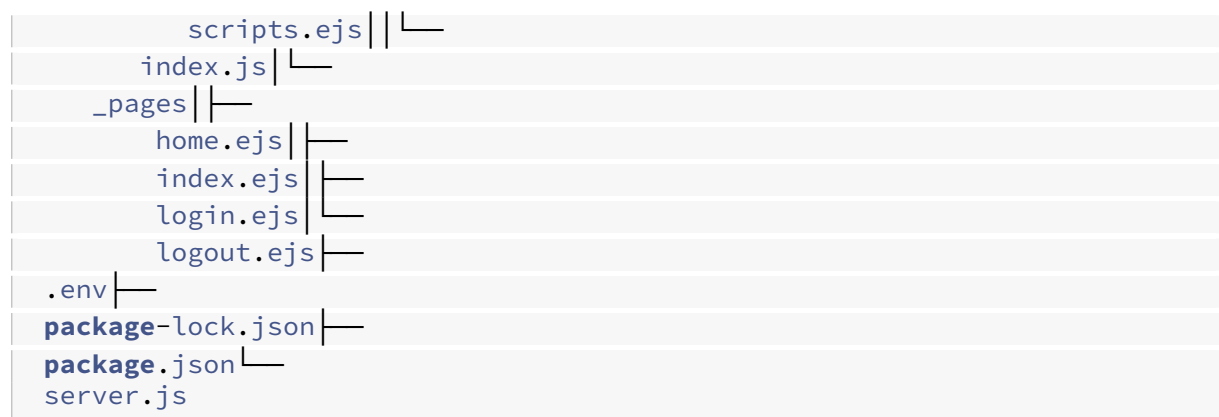 scripts.ejs││└──
index.js│└──
_pages│├──
home.ejs│├──
index.ejs│├──
login.ejs│└──
logout.ejs├──
.env├──
package-lock.json├──
package.json└──
server.js